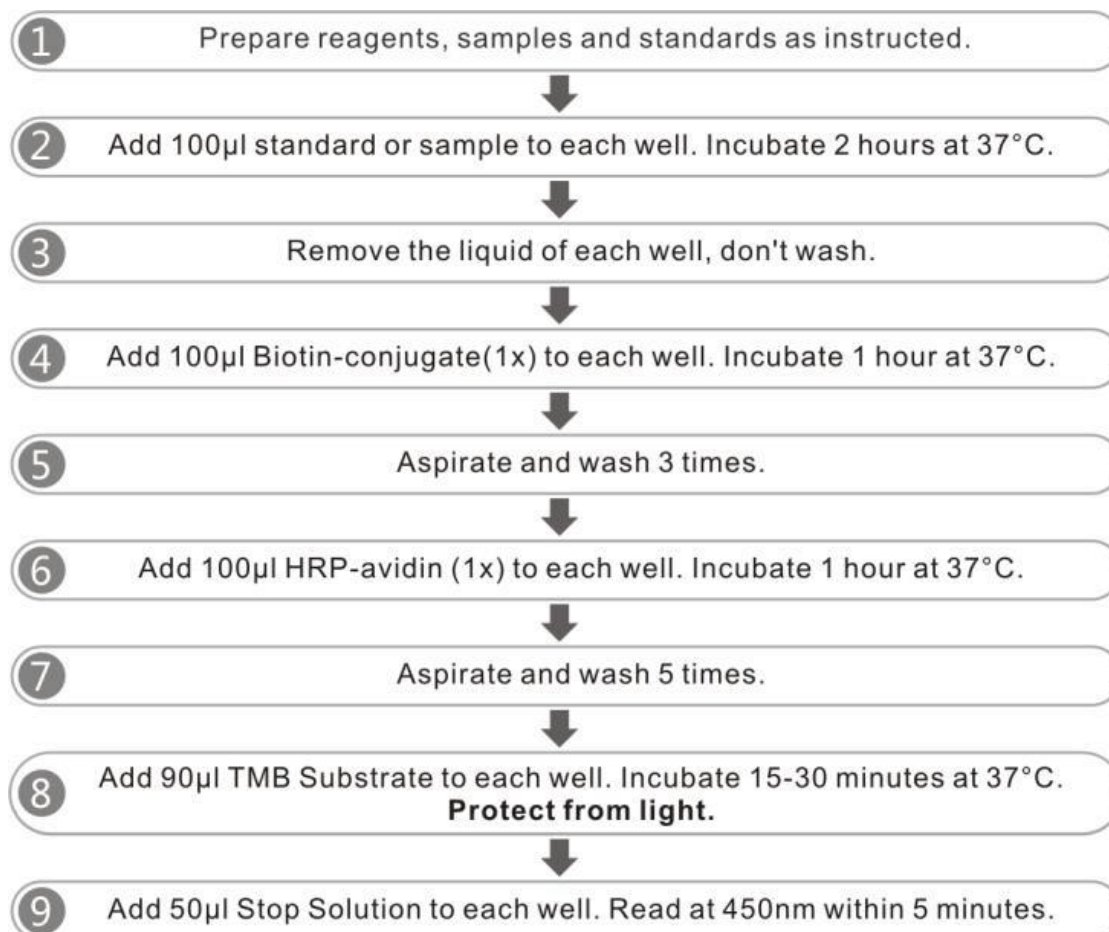 1 Prepare reagents, samples and standards as instructed.
2 Add 100µl standard or sample to each well. Incubate 2 hours at 37°C.
3 Remove the liquid of each well, don't wash.
4 Add 100µl Biotin-conjugate(1x) to each well. Incubate 1 hour at 37°C.
5 Aspirate and wash 3 times.
6 Add 100µl HRP-avidin (1x) to each well. Incubate 1 hour at 37°C.
7 Aspirate and wash 5 times.
8 Add 90µl TMB Substrate to each well. Incubate 15-30 minutes at 37°C.
Protect from light.
9 Add 50µl Stop Solution to each well. Read at 450nm within 5 minutes.